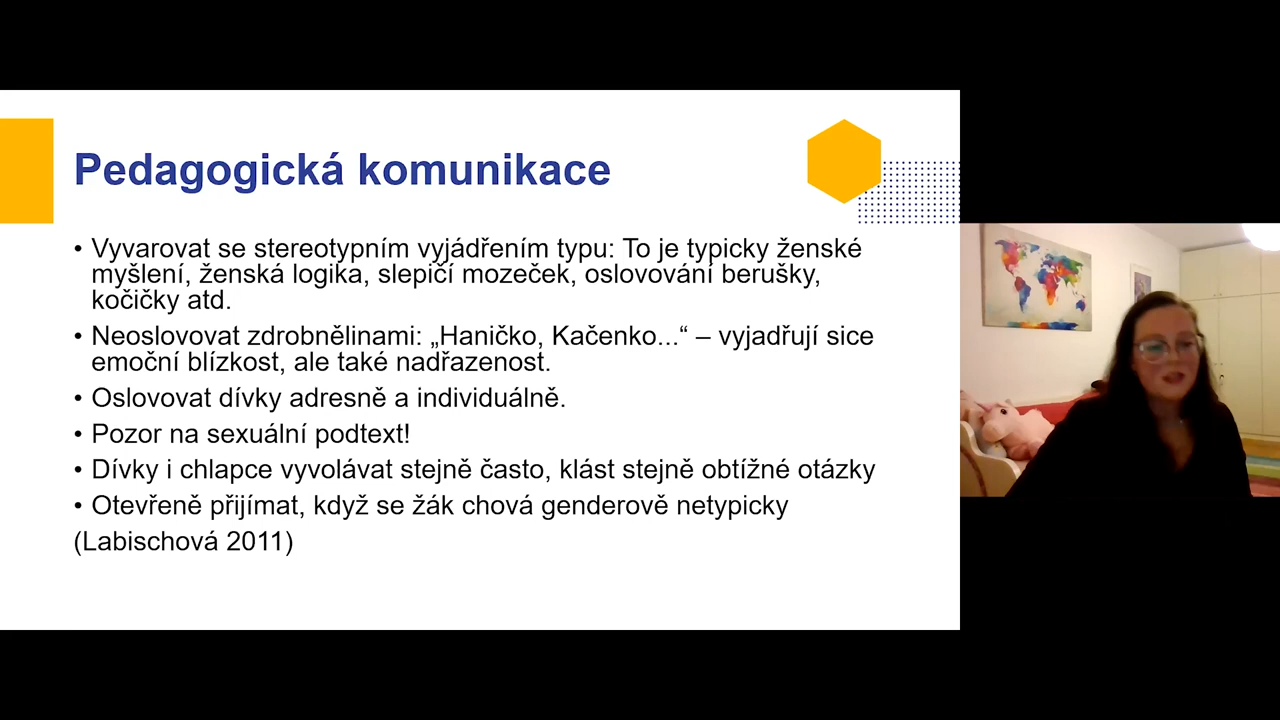 Pedagogická komunikace
• Vyvarovat se stereotypním vyjádřením typu: To je typicky ženské
myšlení, ženská logika, slepičí mozeček, oslovování berušky,
kočičky atd.
• Neoslovovat zdrobnělinami: „Haničko, Kačenko...“ – vyjadřují sice
emoční blízkost, ale také nadřazenost.
• Oslovovat dívky adresně a individuálně.
• Pozor na sexuální podtext!
• Dívky i chlapce vyvolávat stejně často, klást stejně obtížné otázky
• Otevřeně přijímat, když se žák chová genderově netypicky
(Labischová 2011)